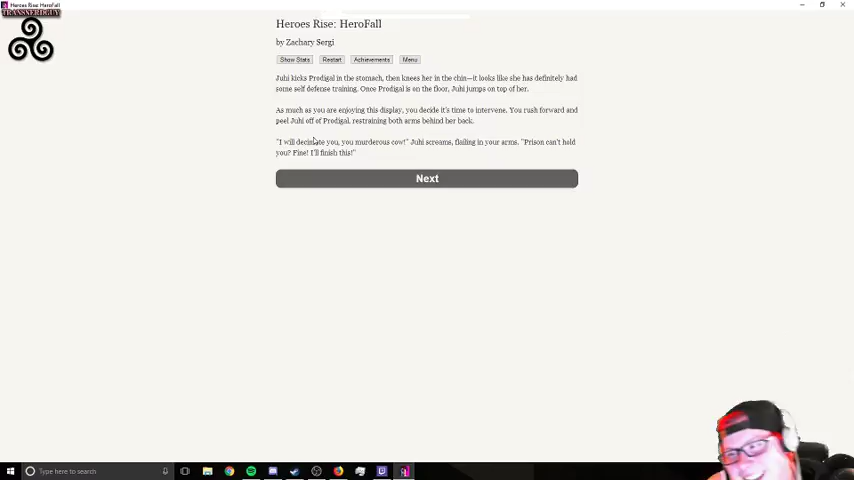 Heroes Rise: HeroFall
TRANSNERDGUY
Heroes Rise: HeroFall
by Zachary Sergi
Show Stats
Restart
Achievements
Menu
Juhi kicks Prodigal in the stomach, then knees her in the chin—it looks like she has definitely had
some self defense training. Once Prodigal is on the floor, Juhi jumps on top of her.
As much as you are enjoying this display, you decide it's time to intervene. You rush forward and
peel Juhi off of Prodigal, restraining both arms behind her back.
"I will decimate you, you murderous cow!" Juhi screams, flailing in your arms. "Prison can't hold
you? Fine! I'll finish this!"
Next
Type here to search